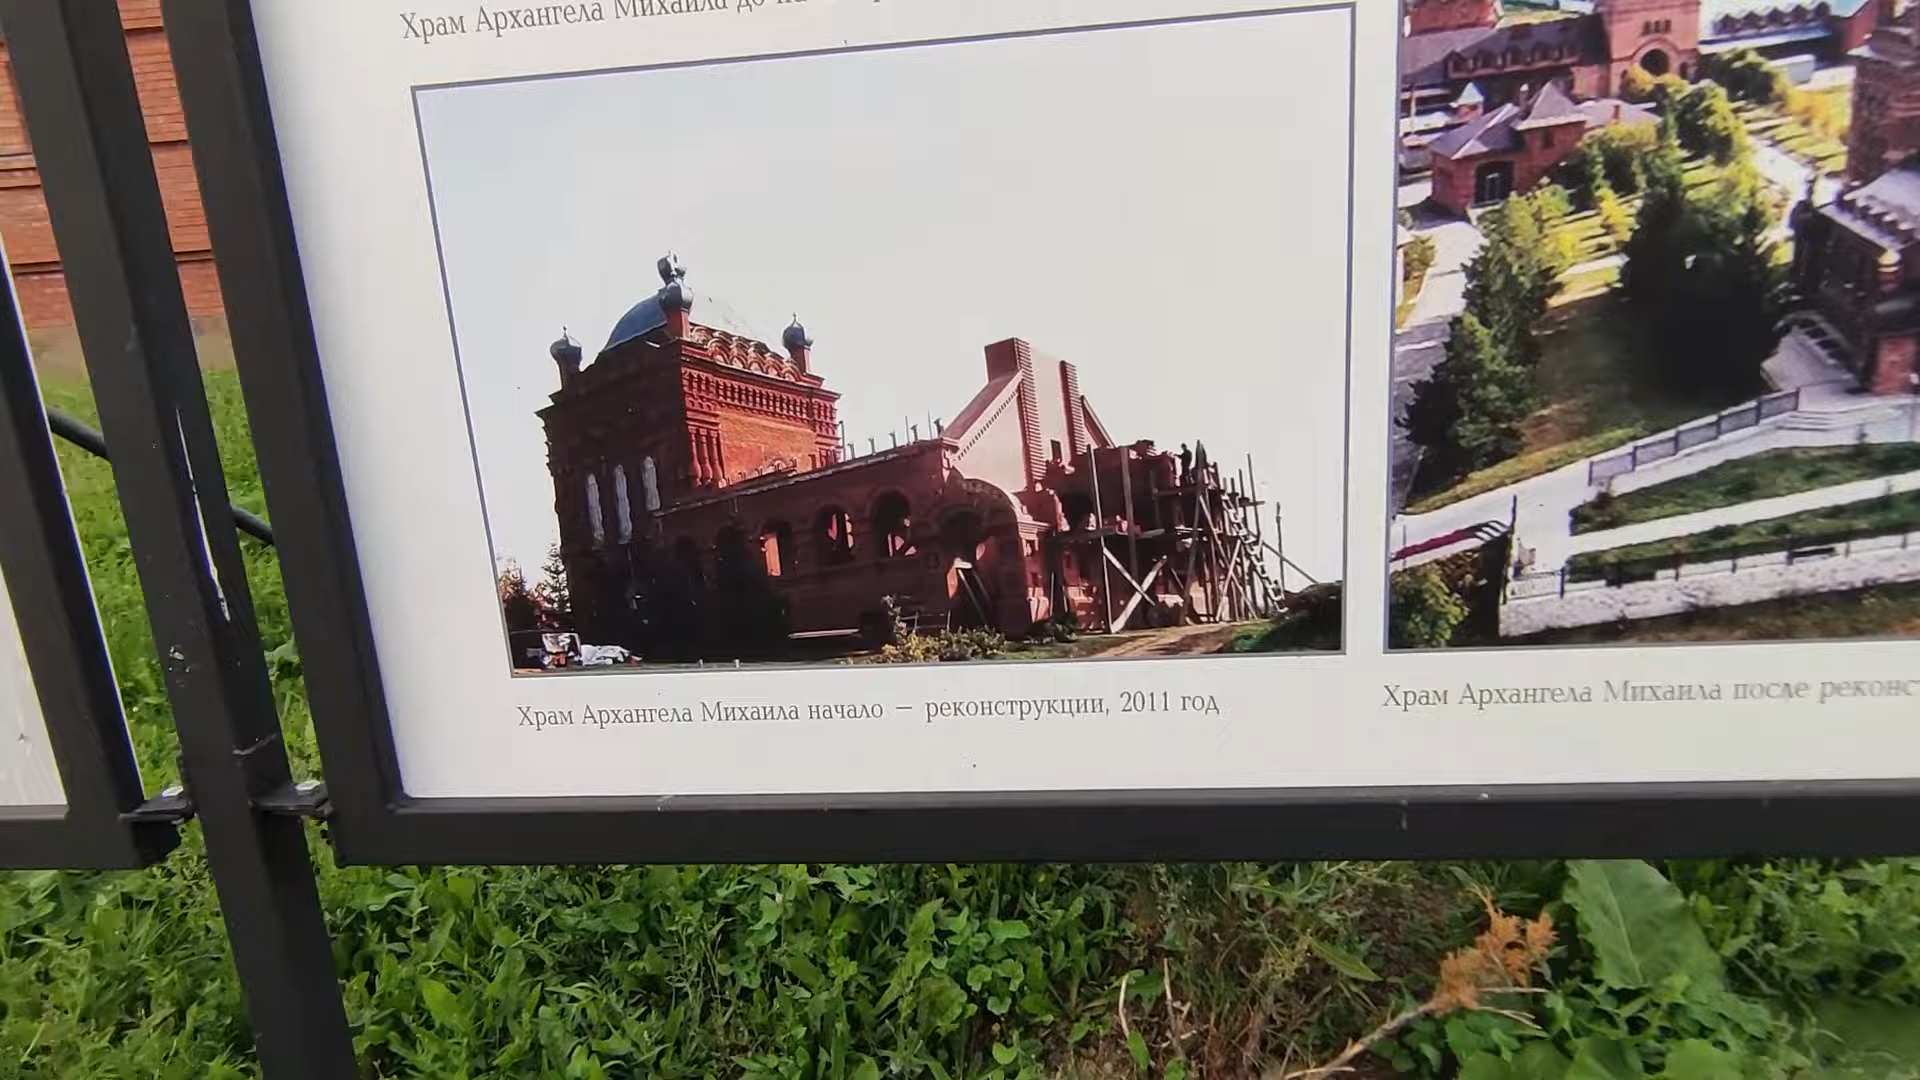 Храм Архангела Михаила до
Храм Архангела Михаила начало — реконструкции, 2011 год
Храм Архангела Михаила после